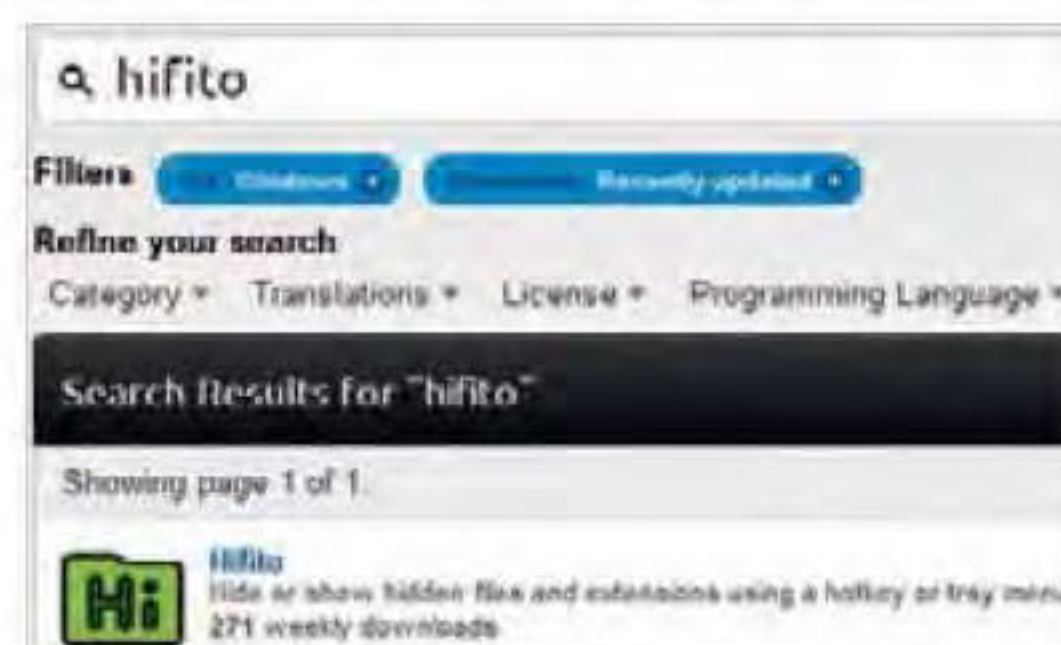 hifito
Filters Windows Recently updated
Refine your search
Category Translations License Programming Language
Search Results for "hifito"
Showing page 1 of 1.
Hifito
Hide or show hidden files and extensions using a hotkey or tray menu
Hi
271 weekly downloads